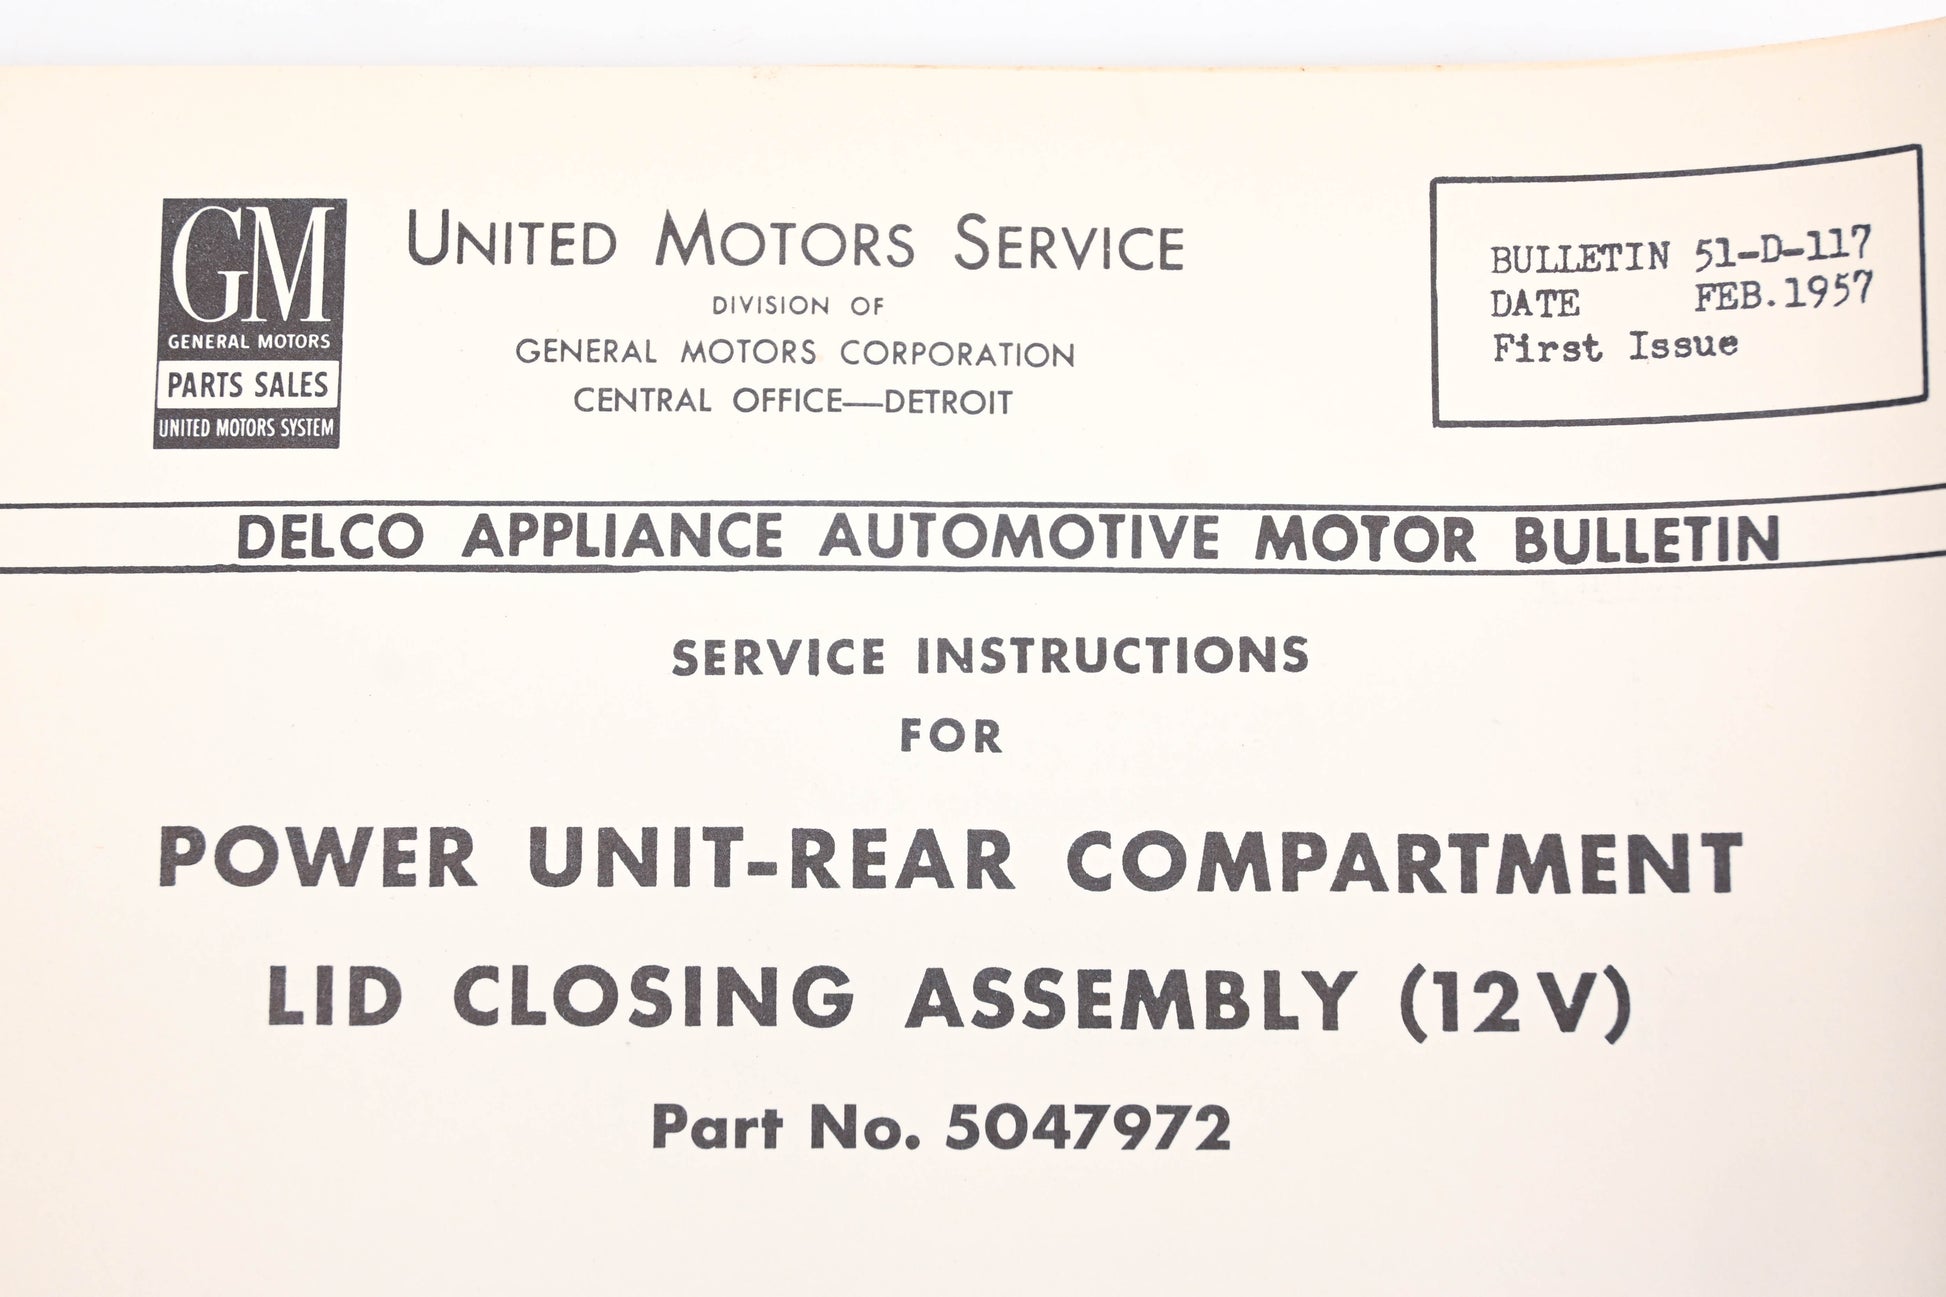 GM
GENERAL MOTORS
PARTS SALES
UNITED MOTORS SYSTEM
UNITED MOTORS SERVICE
DIVISION OF
GENERAL MOTORS CORPORATION
CENTRAL OFFICE—DETROIT
BULLETIN 51-D-117
DATE FEB.1957
First Issue
DELCO APPLIANCE AUTOMOTIVE MOTOR BULLETIN
SERVICE INSTRUCTIONS
FOR
POWER UNIT-REAR COMPARTMENT
LID CLOSING ASSEMBLY (12V)
Part No. 5047972